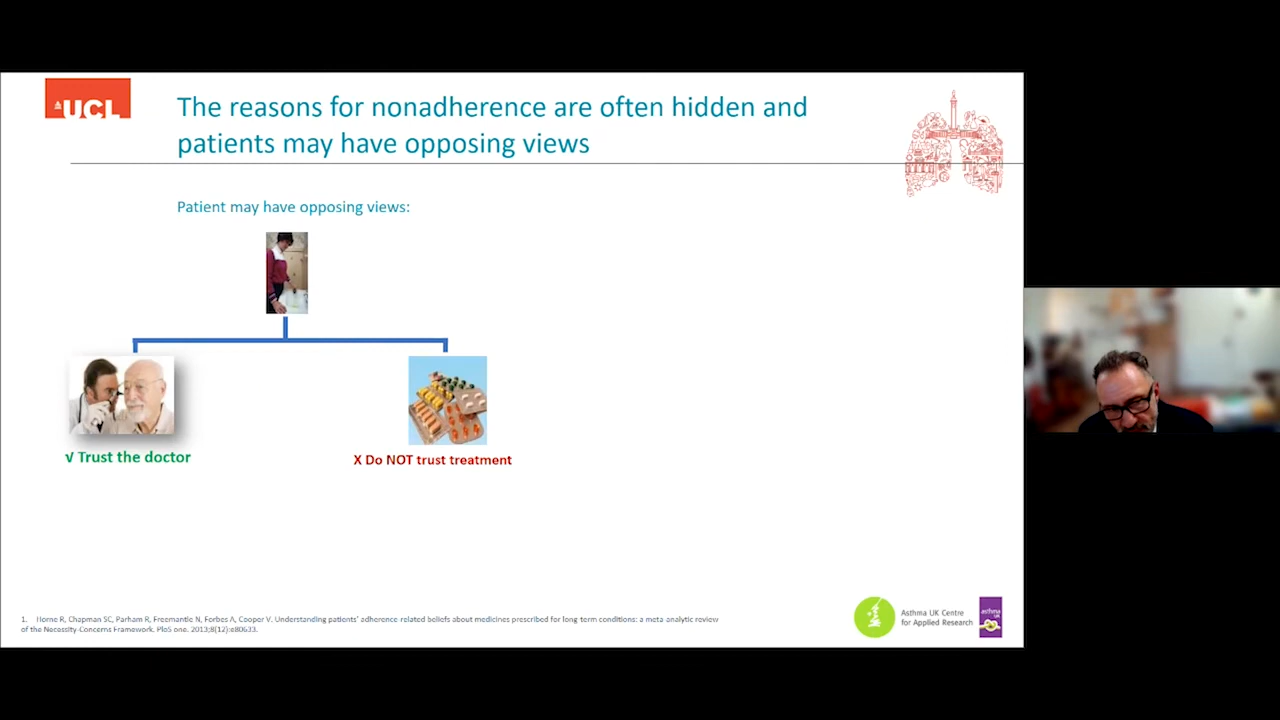 UCL
The reasons for nonadherence are often hidden and
patients may have opposing views
Patient may have opposing views:
√ Trust the doctor
X Do NOT trust treatment
1. Horne R, Chapman SC, Parham R, Freemantle N, Forbes A, Cooper V. Understanding patients' adherence-related beliefs about medicines prescribed for long-term conditions: a meta-analytic review
of the Necessity-Concerns Framework. PloS one. 2013;8(12):e80633.
Asthma UK Centre
for Applied Research
asthma
UK